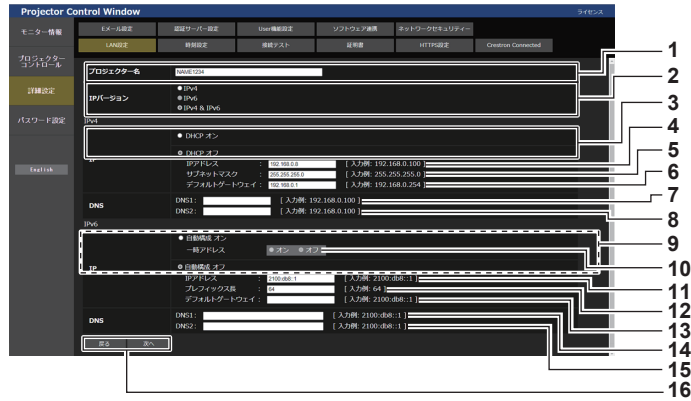 Projector Control Window
ライセンス
モニター情報
プロジェクター
コントロール
詳細設定
パスワード設定
English
Eメール設定 認証サーバー設定 User機能設定 ソフトウェア連携 ネットワークセキュリティー
LAN設定 時刻設定 接続テスト 証明書 HTTPS設定 Crestron Connected
プロジェクター名 NAME1234
IPバージョン
IPv4
IPv6
IPv4 & IPv6
IPv4
IP
DHCP オン
DHCP オフ
IPアドレス : 192.168.0.8 [ 入力例: 192.168.0.100 ]
サブネットマスク : 255.255.255.0 [ 入力例: 255.255.255.0 ]
デフォルトゲートウェイ : 192.168.0.1 [ 入力例: 192.168.0.254 ]
DNS
DNS1: [ 入力例: 192.168.0.100 ]
DNS2: [ 入力例: 192.168.0.100 ]
IPv6
IP
自動構成 オン
一時アドレス オン オフ
自動構成 オフ
IPアドレス : 2100:db8::1 [ 入力例: 2100:db8::1 ]
プレフィックス長 : 64 [ 入力例: 64 ]
デフォルトゲートウェイ : [ 入力例: 2100:db8::1 ]
DNS
DNS1: [ 入力例: 2100:db8::1 ]
DNS2: [ 入力例: 2100:db8::1 ]
戻る 次へ
1
2
3
4
5
6
7
8
9
10
11
12
13
14
15
16